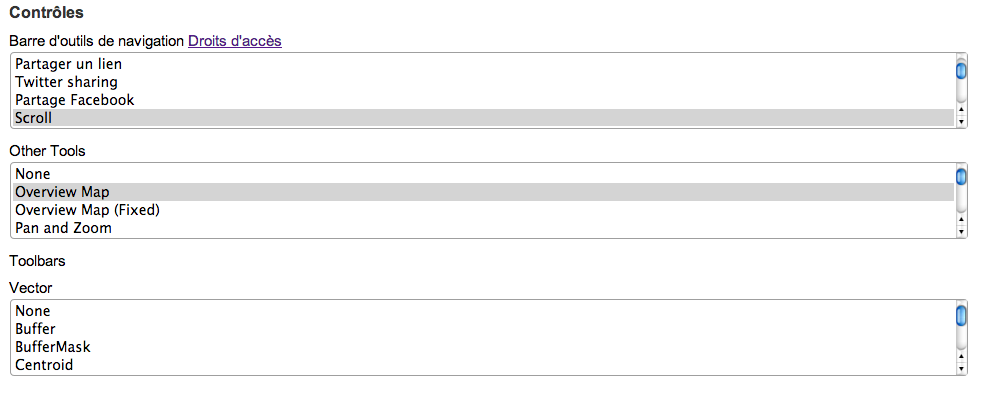 Contrôles
Barre d'outils de navigation Droits d'accès
Partager un lien
Twitter sharing
Partage Facebook
Scroll
Other Tools
None
Overview Map
Overview Map (Fixed)
Pan and Zoom
Toolbars
Vector
None
Buffer
BufferMask
Centroid